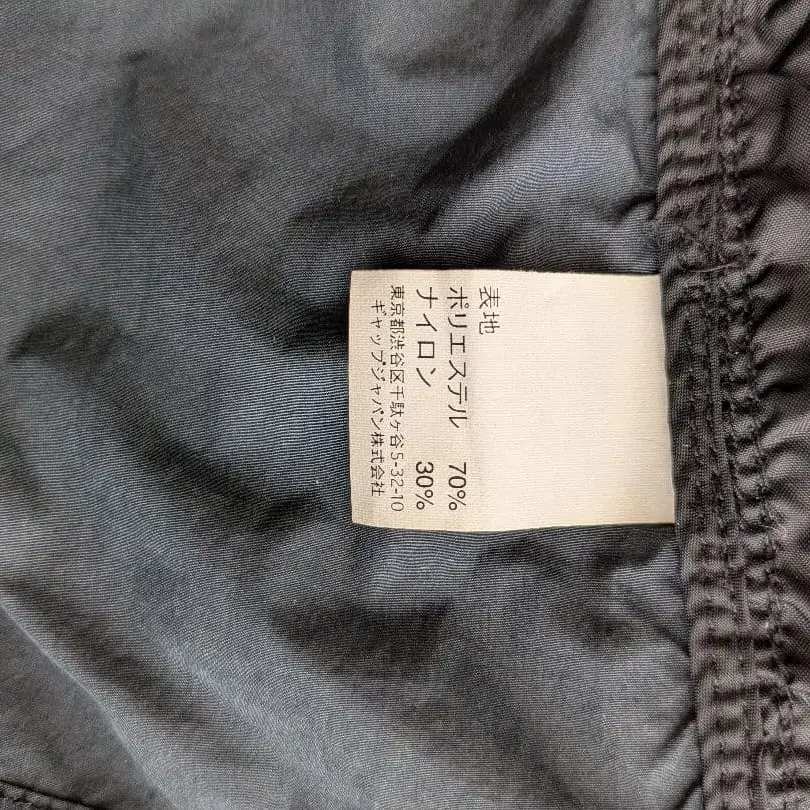 表地
ポリエステル 70%
ナイロン 30%
東京都渋谷区千駄ヶ谷5-32-10
ギャップジャパン株式会社